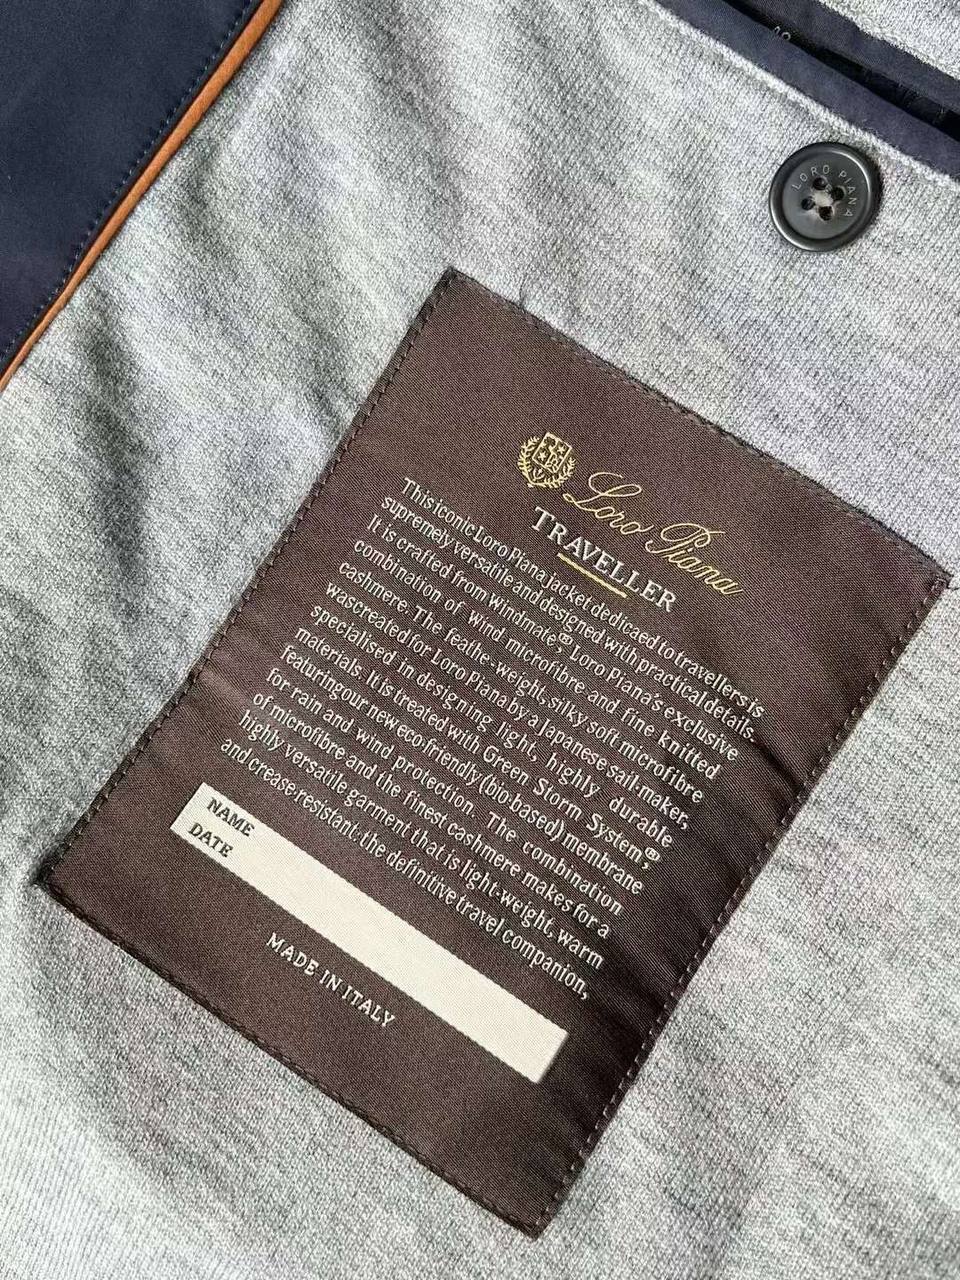 LORO PIANA
Loro Piana
TRAVELLER
This iconic Loro Piana jacket dedicaed to travellers is
supremely versatile and designed with practical details.
It is crafted from Windmate®, Loro Piana's exclusive
combination of wind microfibre and fine knitted
cashmere. The feathe-weight, silky soft microfibre
was created for Loro Piana by a Japanese sail-maker,
specialised in designing light, highly durable
materials. It is treated with Green Storm System,®
featuring our new eco-friendly (bio-based) membrane
for rain and wind protection. The combination
of microfibre and the finest cashmere makes for a
highly versatile garment that is light-weight, warm
and crease-resistant-the definitive travel companion,
NAME
DATE
MADE IN ITALY